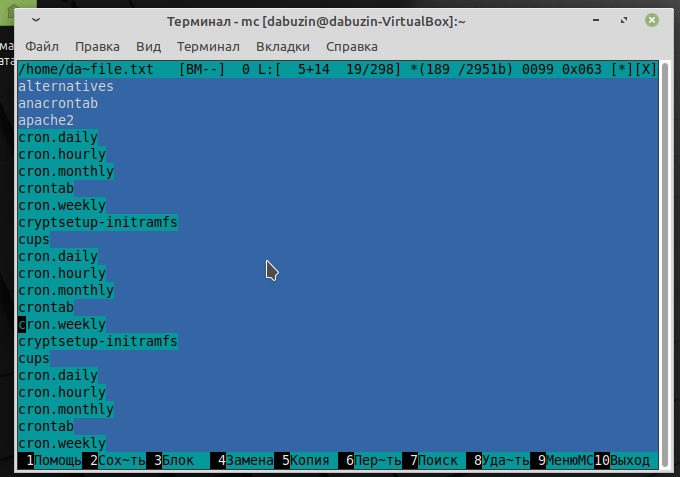 Терминал - mc [dabuzin@dabuzin-VirtualBox]:~
Файл Правка Вид Терминал Вкладки Справка
/home/da~file.txt [BM--] 0 L:[ 5+14 19/298] *(189 /2951b) 0099 0x063 [*][X]
alternatives
anacrontab
apache2
cron.daily
cron.hourly
cron.monthly
crontab
cron.weekly
cryptsetup-initramfs
cups
cron.daily
cron.hourly
cron.monthly
crontab
cron.weekly
cryptsetup-initramfs
cups
cron.daily
cron.hourly
cron.monthly
crontab
cron.weekly
1Помощь 2Сох~ть 3Блок 4Замена 5Копия 6Пер~ть 7Поиск 8Уда~ть 9МенюMC 10Выход